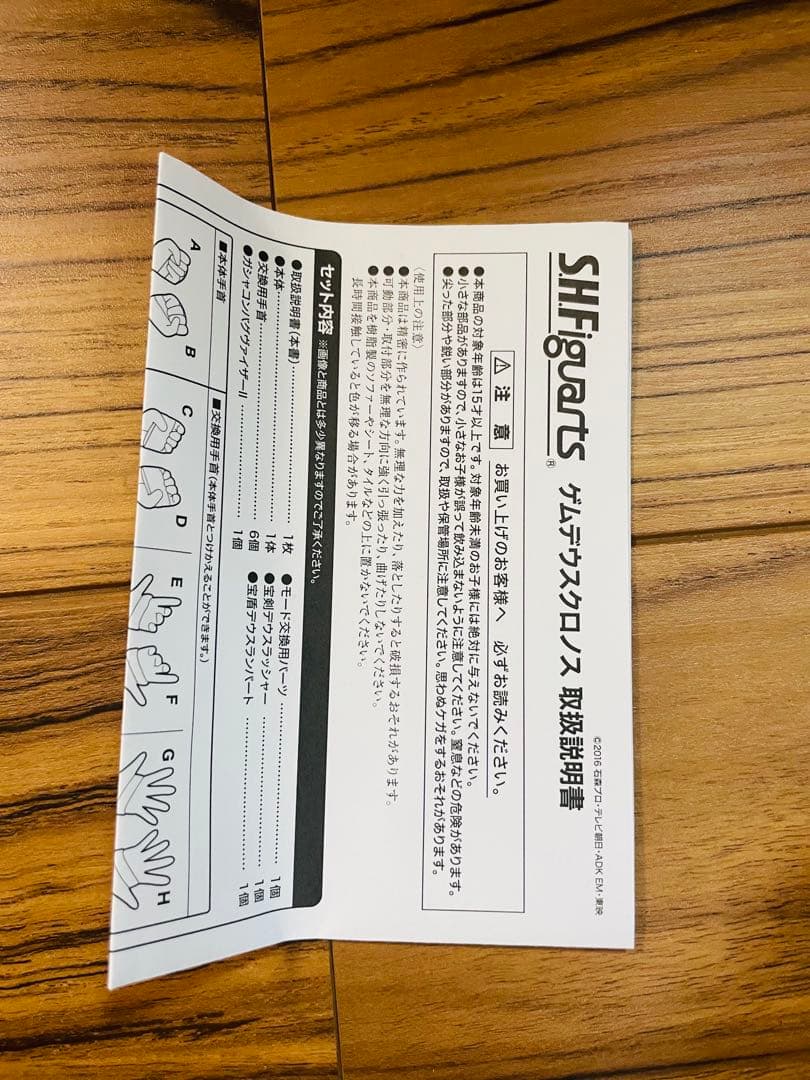 ©2016 石森プロ・テレビ朝日・ADK EM・東映
S.H.Figuarts® ゲムデウスクロノス 取扱説明書
⚠ 注 意 お買い上げのお客様へ 必ずお読みください。
●本商品の対象年齢は15才以上です。対象年齢未満のお子様には絶対に与えないでください。
●小さな部品がありますので、小さなお子様が誤って飲み込まないように注意してください。窒息などの危険があります。
●尖った部分や鋭い部分がありますので、取扱や保管場所に注意してください。思わぬケガをするおそれがあります。
〈使用上の注意〉
●本商品は精密に作られています。無理な力を加えたり、落としたりすると破損するおそれがあります。
●可動部分・取付部分を無理な方向に強く引っ張ったり、曲げたりしないでください。
●本商品を樹脂製のソファーやシート、タイルなどの上に置かないでください。
長時間接触していると色が移る場合があります。
セット内容 ※画像と商品とは多少異なりますのでご了承ください。
●取扱説明書(本書)……………1枚
●本体……………1体
●交換用手首……………6個
●ガシャコンバグヴァイザーII……………1個
●モード交換用パーツ……………1個
●宝剣デウスラッシャー……………1個
●宝盾デウスランパート……………1個
■本体手首
■交換用手首(本体手首とつけかえることができます。)
A B C D E F G H